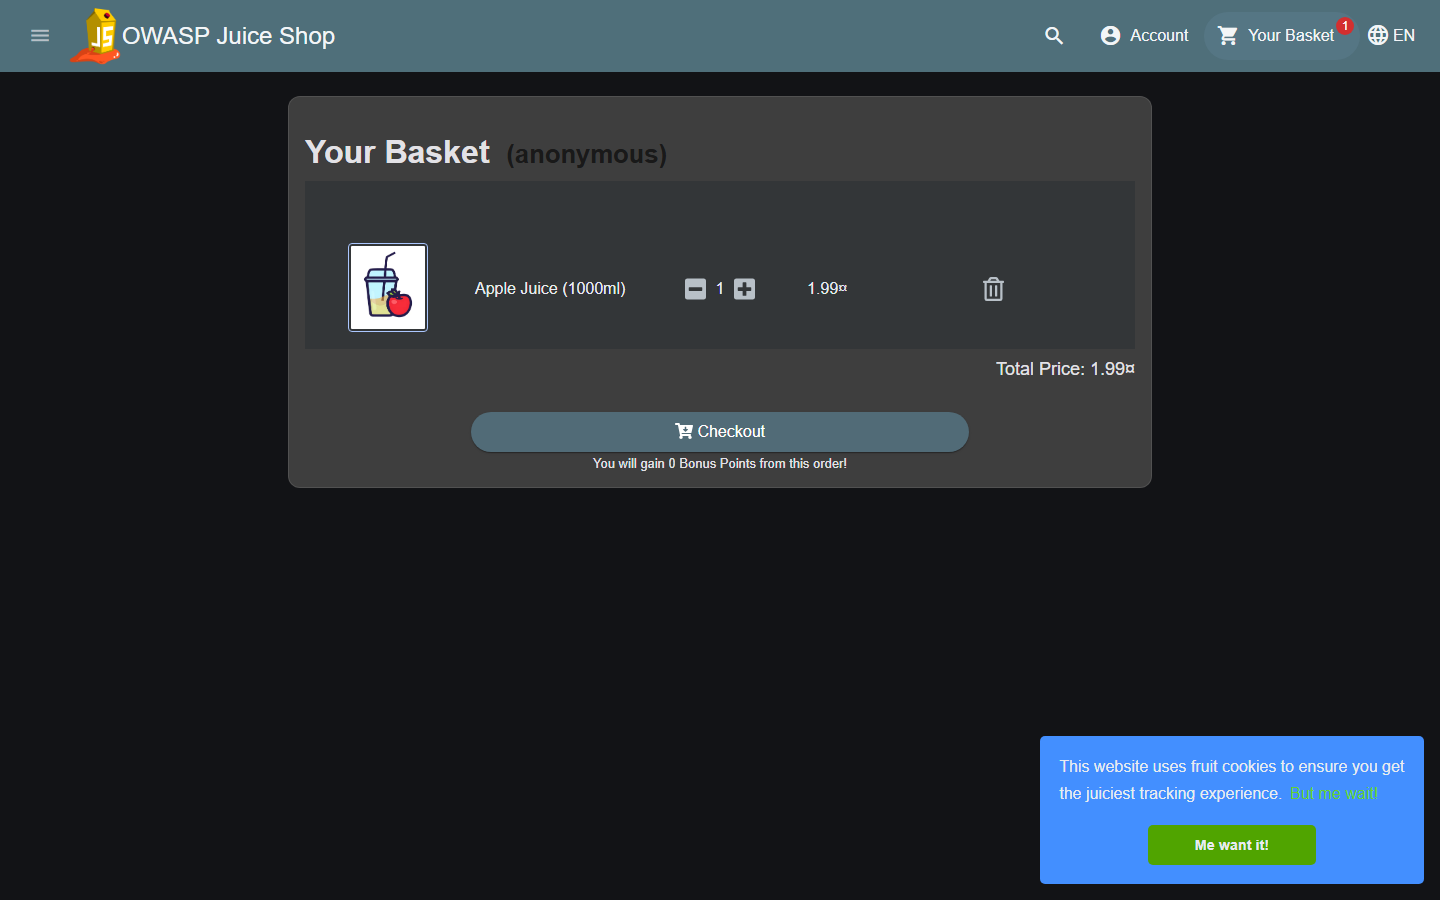 OWASP Juice Shop
Account
Your Basket
1
EN
Your Basket (anonymous)
Apple Juice (1000ml)
1
1.99¤
Total Price: 1.99¤
Checkout
You will gain 0 Bonus Points from this order!
This website uses fruit cookies to ensure you get
the juiciest tracking experience. But me wait!
Me want it!